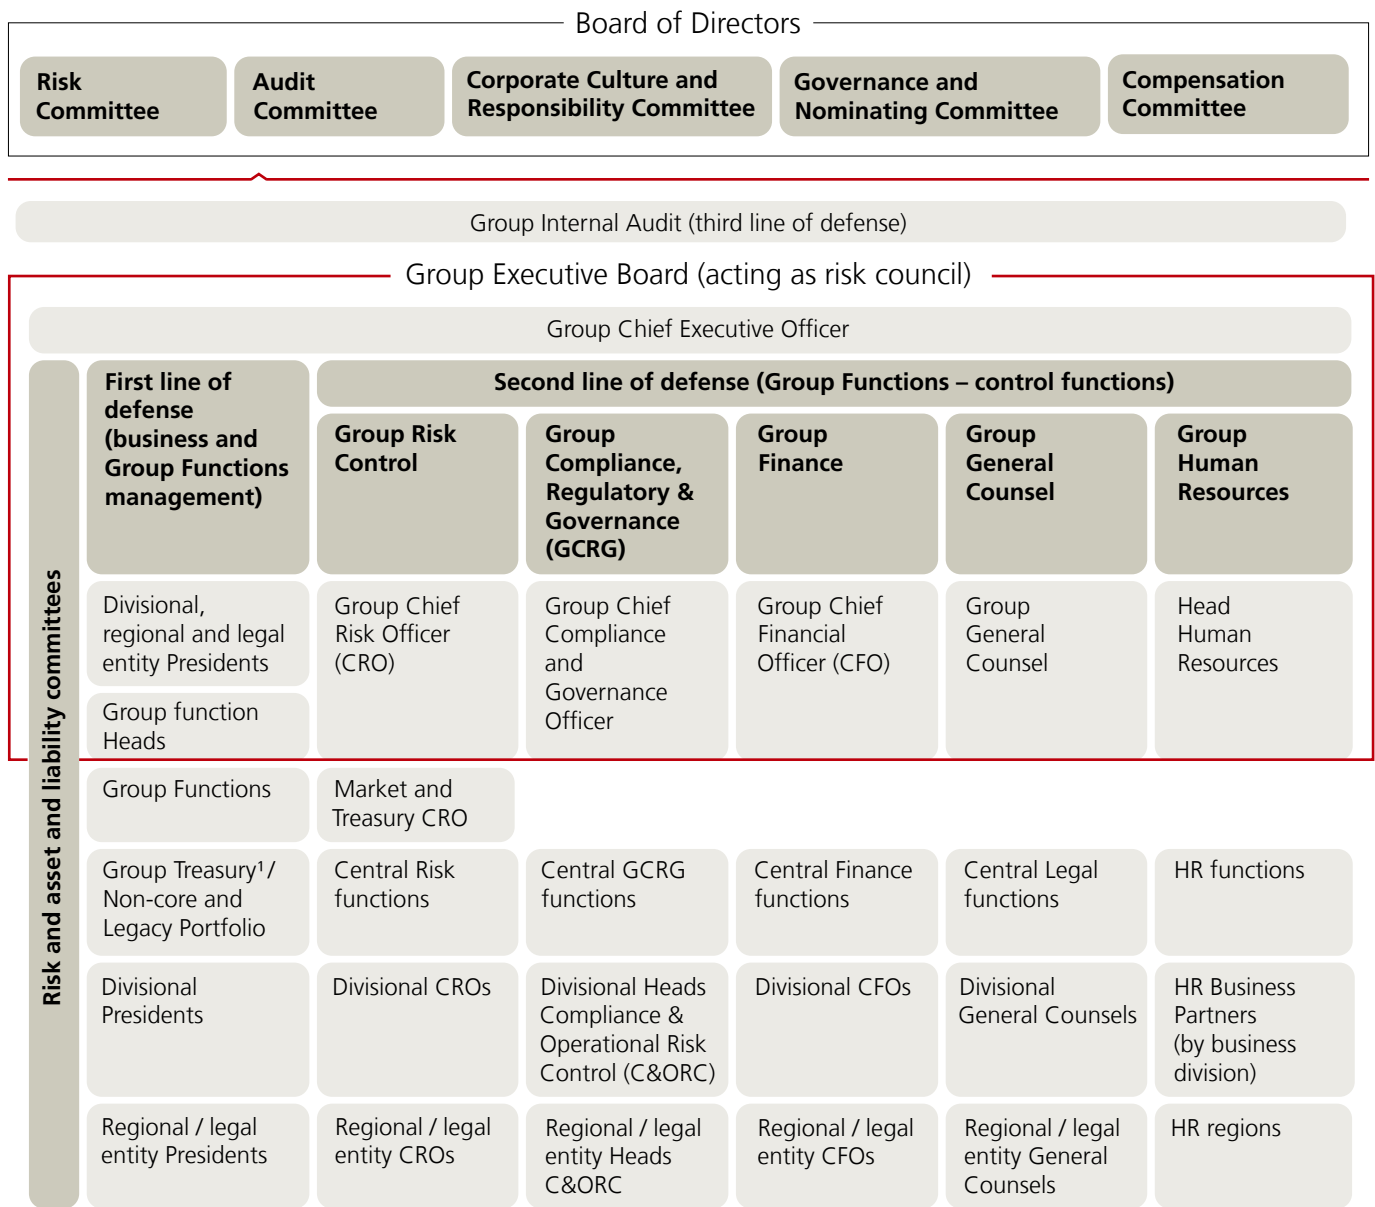 Board of Directors
Risk
Committee
Audit
Committee
Corporate Culture and
Responsibility Committee
Governance and
Nominating Committee
Compensation
Committee
Group Internal Audit (third line of defense)
Group Executive Board (acting as risk council)
Group Chief Executive Officer
Risk and asset and liability committees
First line of
defense
(business and
Group Functions
management)
Second line of defense (Group Functions – control functions)
Group Risk
Control
Group
Compliance,
Regulatory &
Governance
(GCRG)
Group
Finance
Group
General
Counsel
Group
Human
Resources
Divisional,
regional and legal
entity Presidents
Group function
Heads
Group Chief
Risk Officer
(CRO)
Group Chief
Compliance
and
Governance
Officer
Group Chief
Financial
Officer (CFO)
Group
General
Counsel
Head
Human
Resources
Group Functions
Market and
Treasury CRO
Group Treasury¹/
Non-core and
Legacy Portfolio
Central Risk
functions
Central GCRG
functions
Central Finance
functions
Central Legal
functions
HR functions
Divisional
Presidents
Divisional CROs
Divisional Heads
Compliance &
Operational Risk
Control (C&ORC)
Divisional CFOs
Divisional
General Counsels
HR Business
Partners
(by business
division)
Regional / legal
entity Presidents
Regional / legal
entity CROs
Regional / legal
entity Heads
C&ORC
Regional / legal
entity CFOs
Regional / legal
entity General
Counsels
HR regions